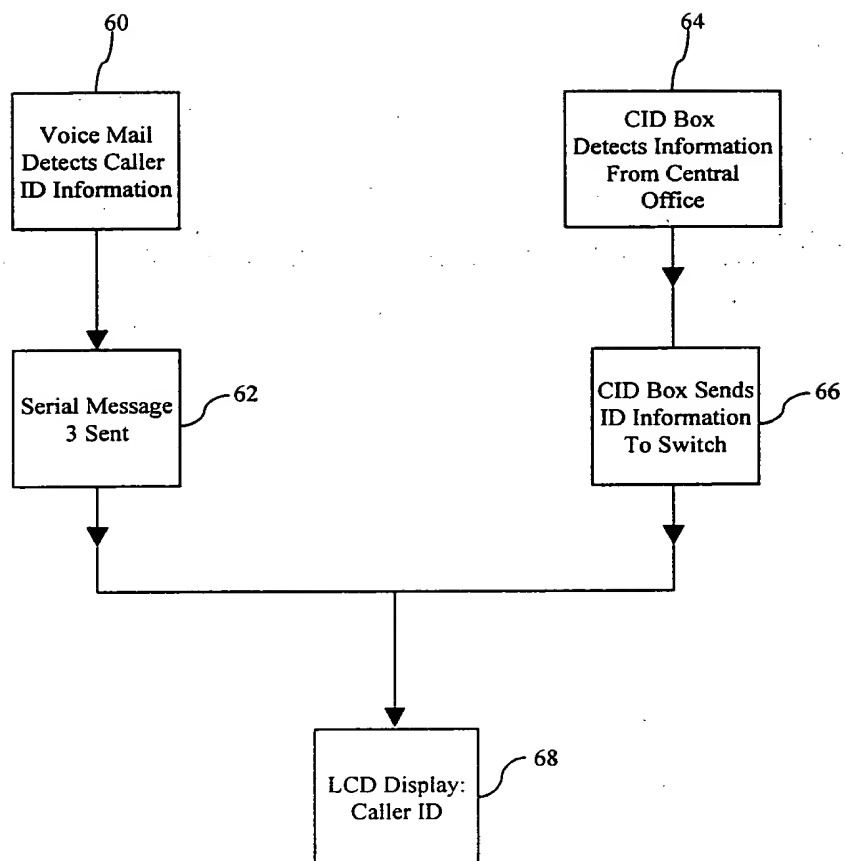 60
Voice Mail
Detects Caller
ID Information
64
CID Box
Detects Information
From Central
Office
Serial Message
3 Sent
62
CID Box Sends
ID Information
To Switch
66
LCD Display:
Caller ID
68